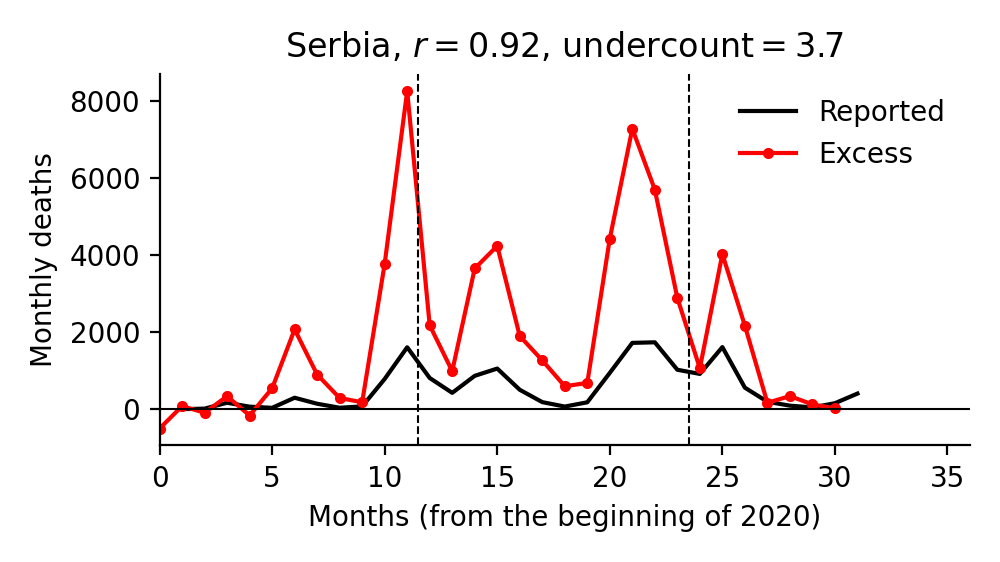 Serbia, r = 0.92, undercount = 3.7
Reported
Excess
Monthly deaths
8000
6000
4000
2000
0
0 5 10 15 20 25 30 35
Months (from the beginning of 2020)